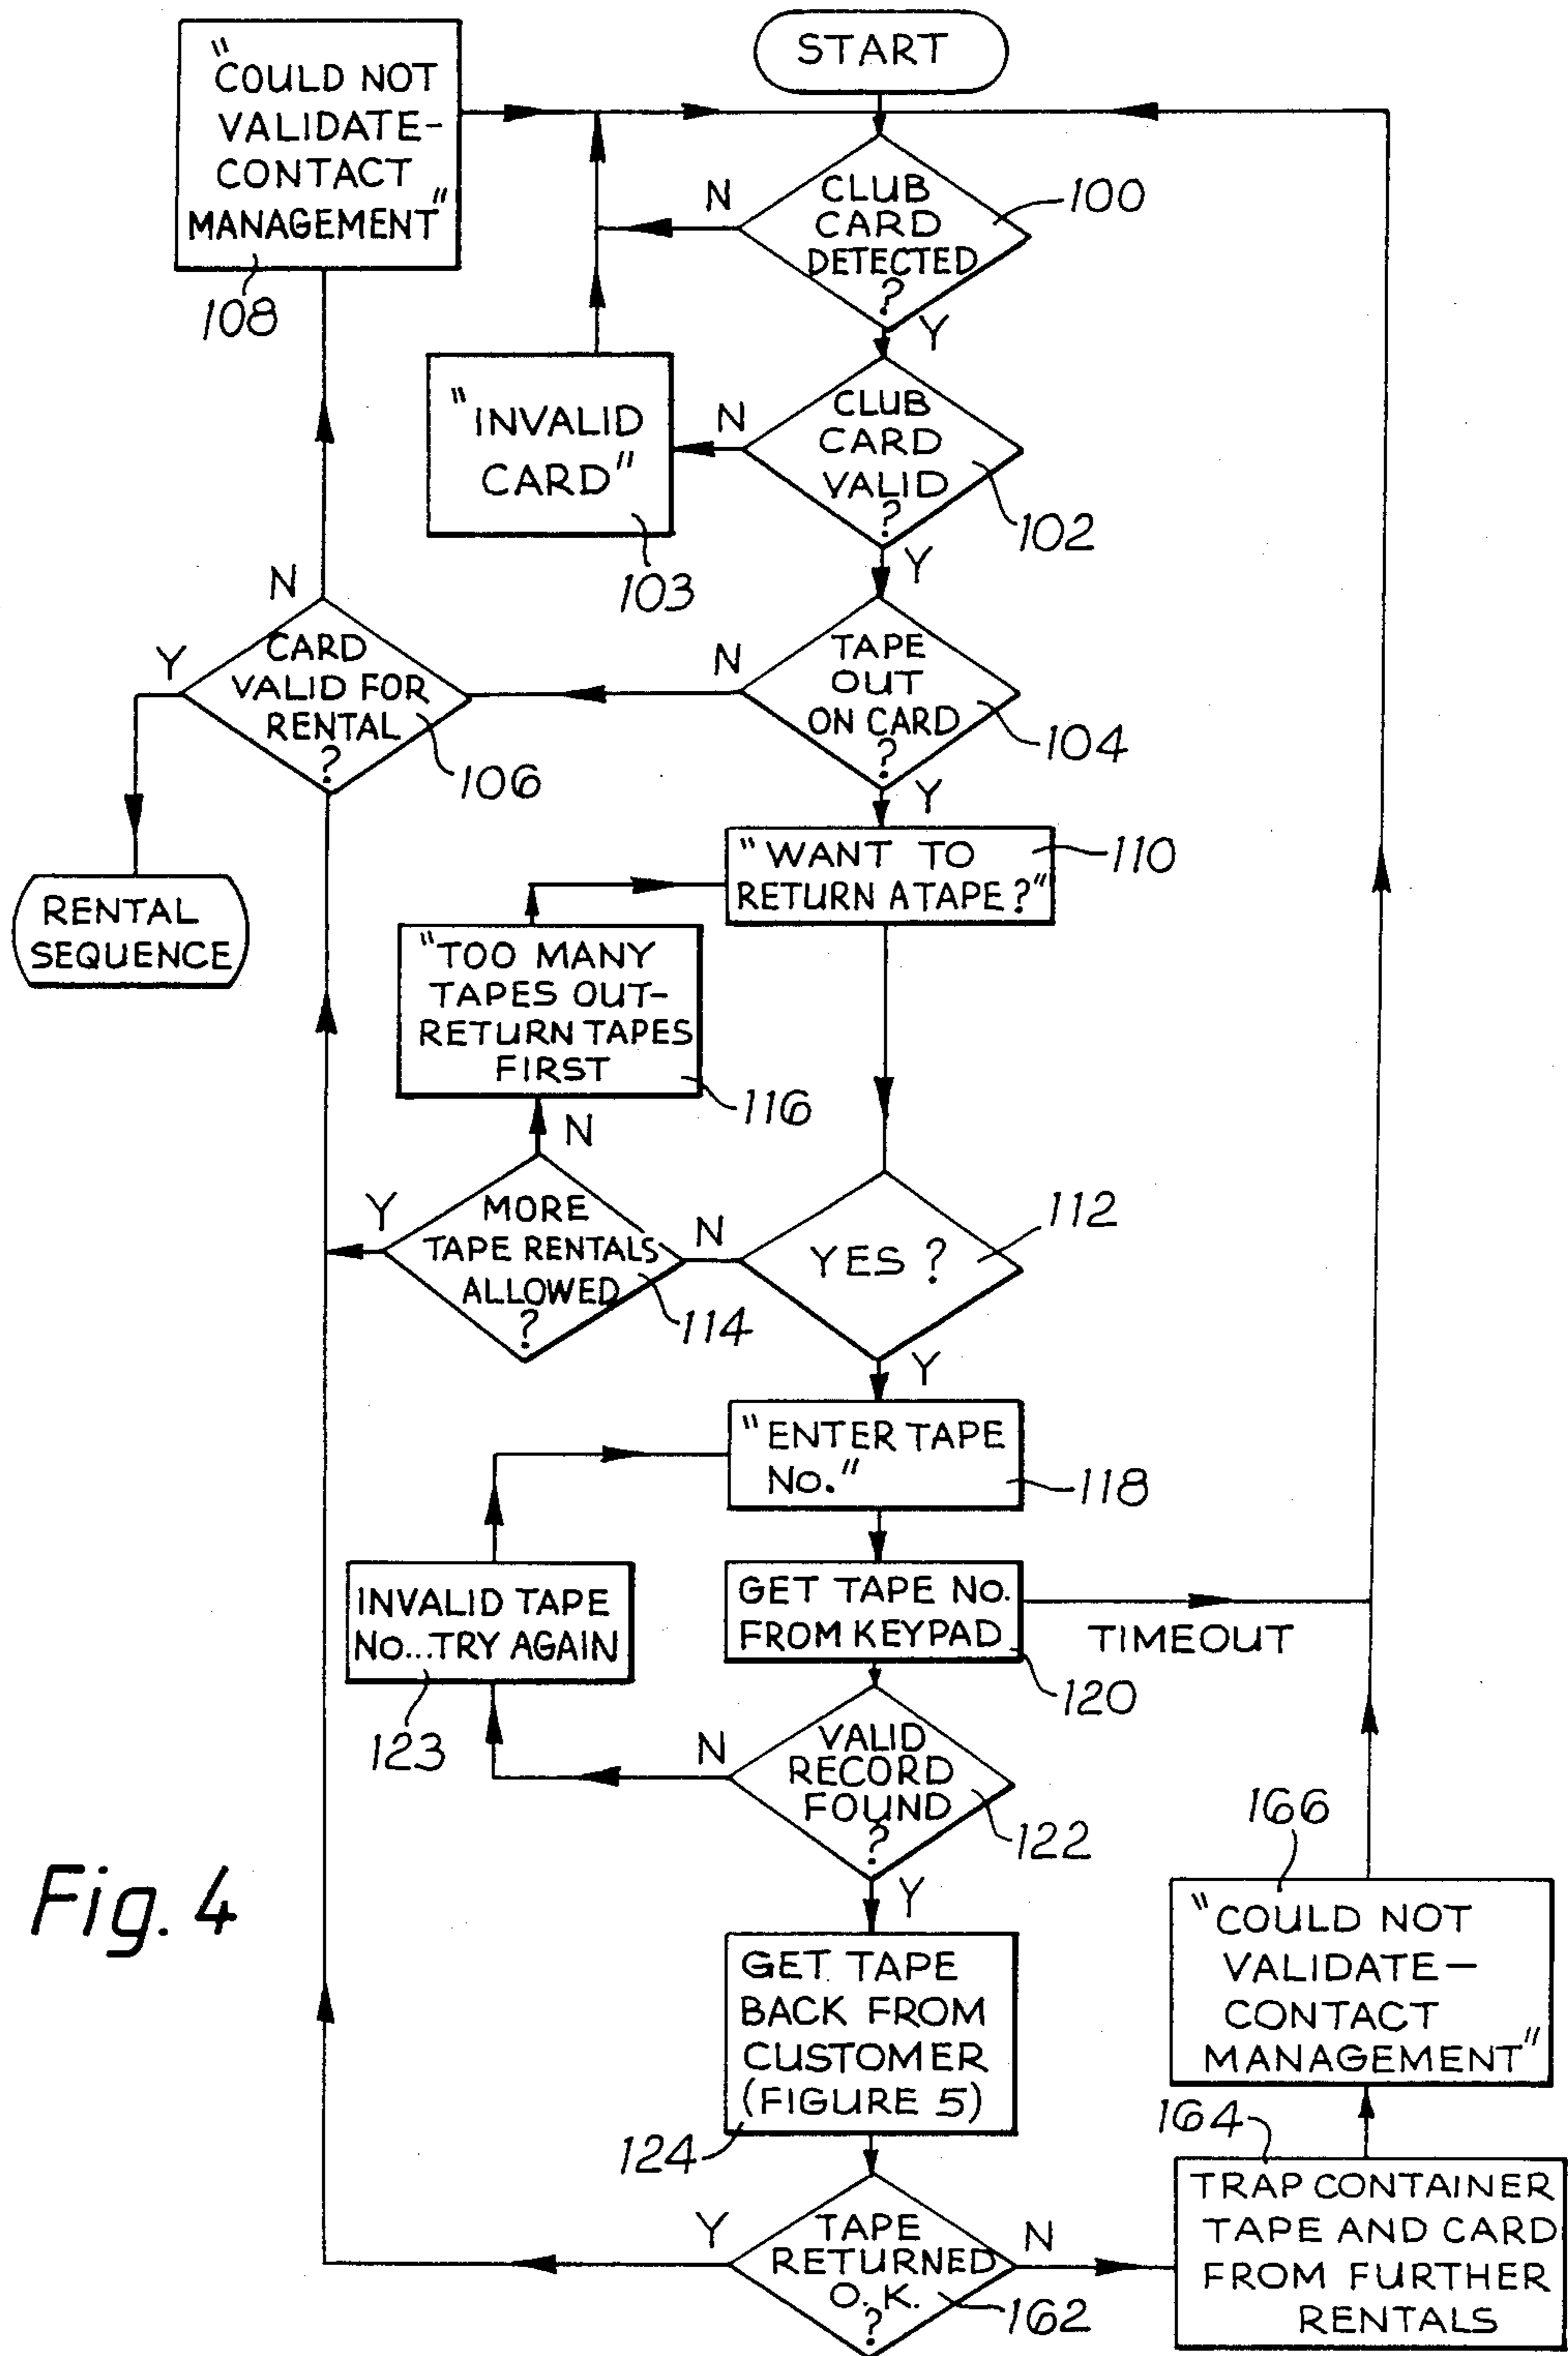 START
"COULD NOT
VALIDATE-
CONTACT
MANAGEMENT"
108
CLUB
CARD
DETECTED
?
100
N
Y
"INVALID
CARD"
103
N
CLUB
CARD
VALID
?
102
Y
N
CARD
VALID FOR
RENTAL
?
106
Y
N
TAPE
OUT
ON CARD
?
104
Y
RENTAL
SEQUENCE
"WANT TO
RETURN A TAPE?"
110
"TOO MANY
TAPES OUT-
RETURN TAPES
FIRST
116
N
Y
MORE
TAPE RENTALS
ALLOWED
?
114
N
YES ?
112
Y
"ENTER TAPE
No."
118
INVALID TAPE
No...TRY AGAIN
123
GET TAPE No.
FROM KEYPAD
120
TIMEOUT
N
VALID
RECORD
FOUND
?
122
Y
Fig. 4
GET TAPE
BACK FROM
CUSTOMER
(FIGURE 5)
124
166
"COULD NOT
VALIDATE-
CONTACT
MANAGEMENT"
164
TRAP CONTAINER
TAPE AND CARD
FROM FURTHER
RENTALS
Y
TAPE
RETURNED
O.K.
?
162
N